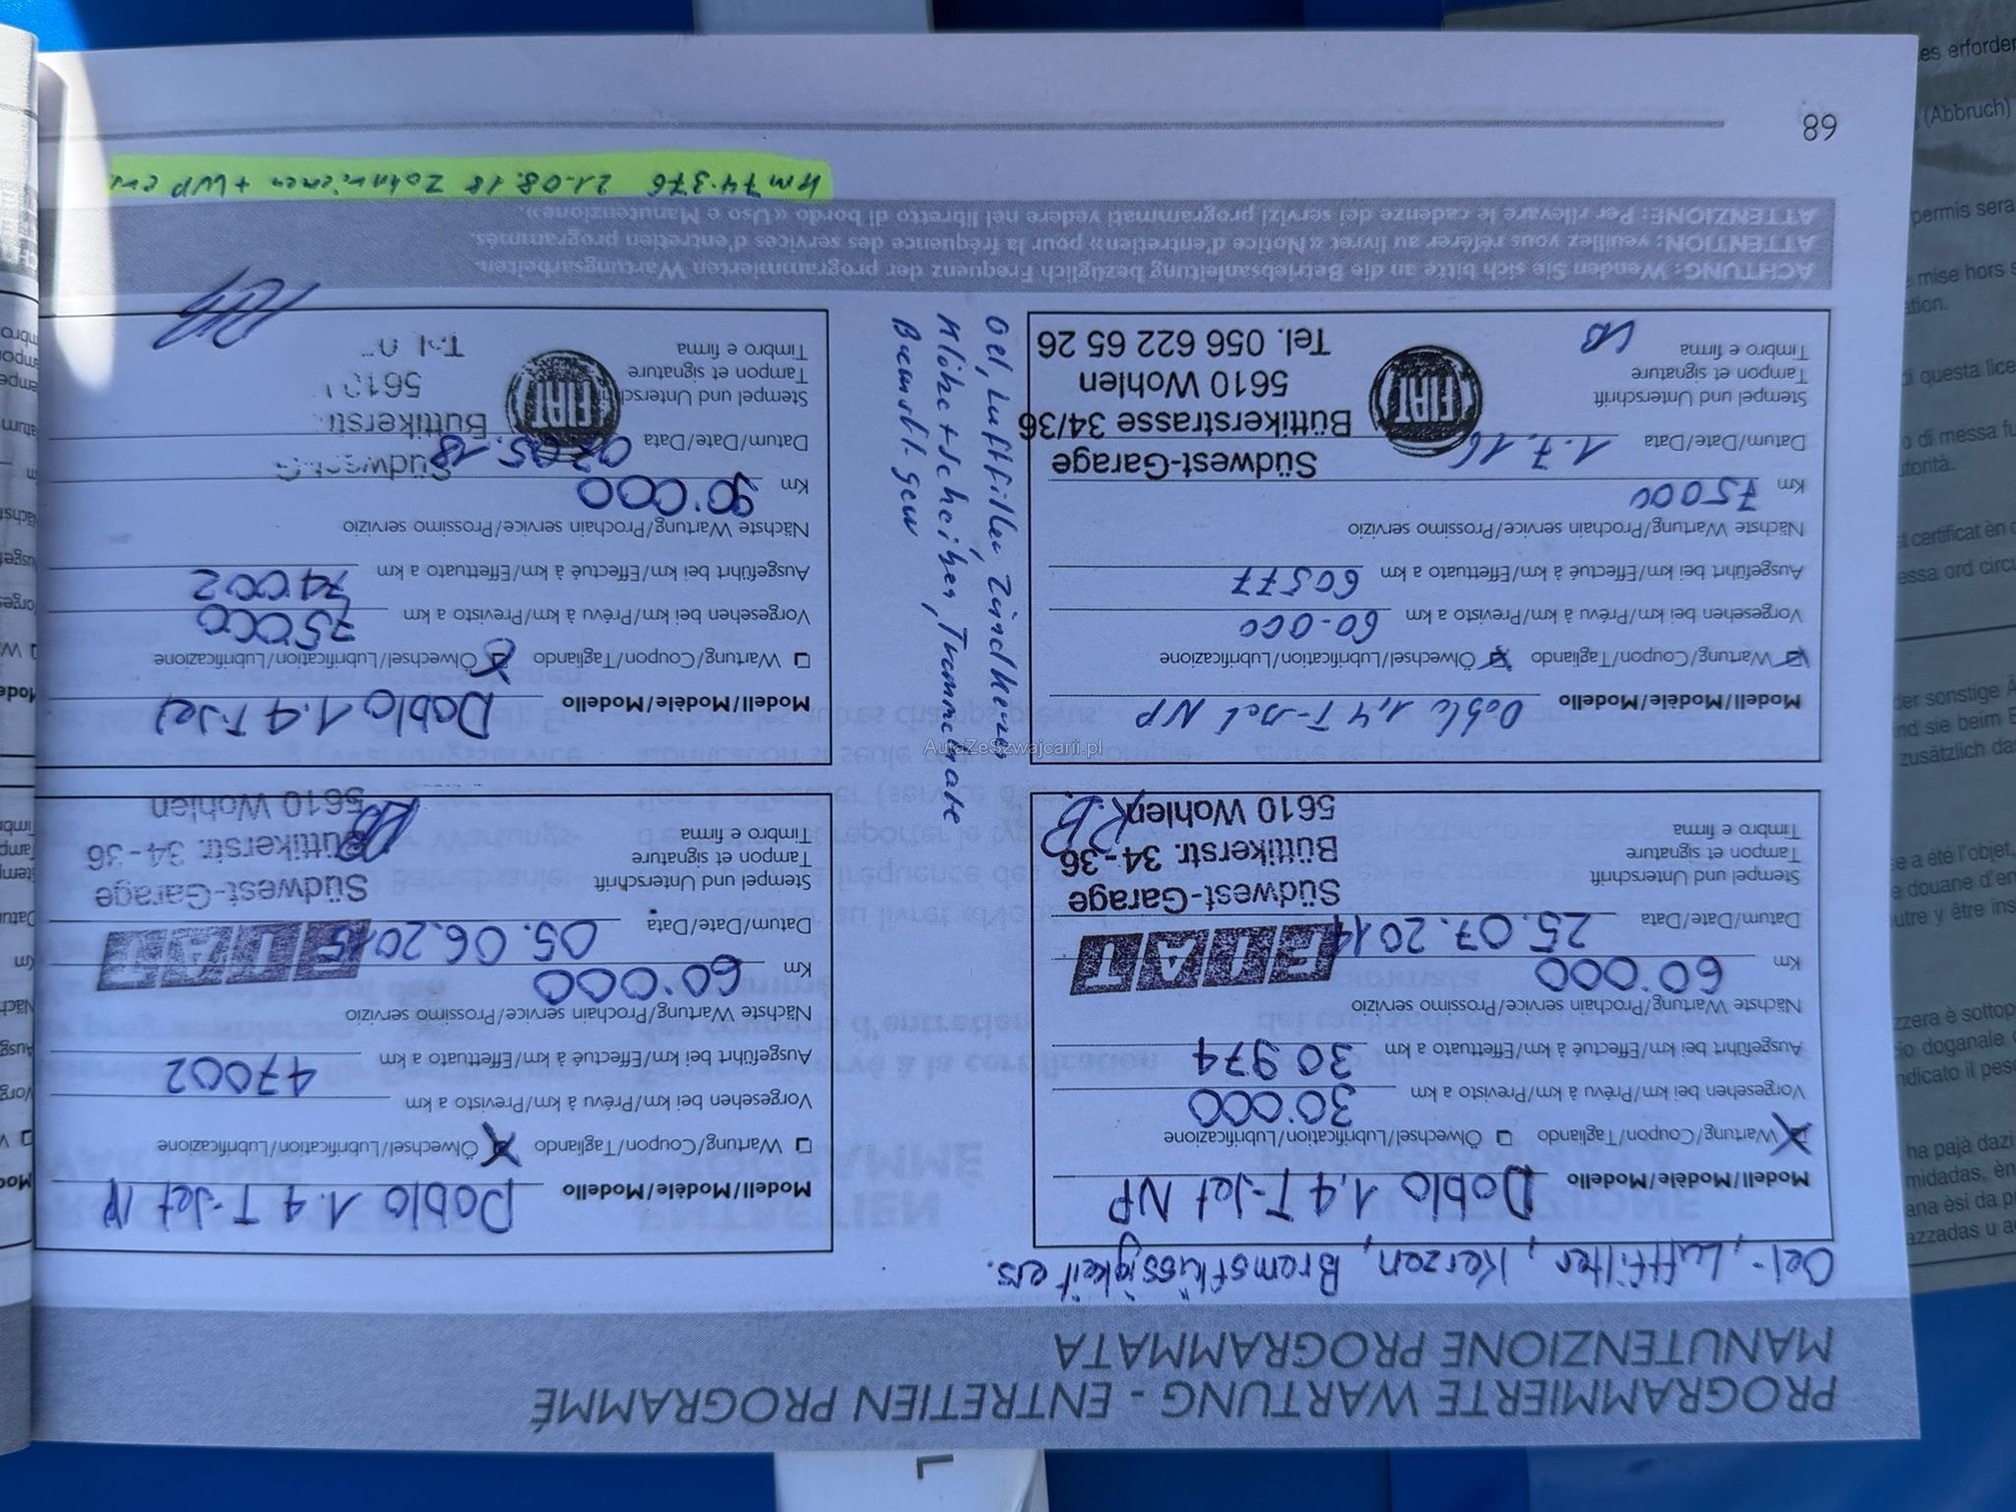 PROGRAMMIERTE WARTUNG - ENTRETIEN PROGRAMMÉ
MANUTENZIONE PROGRAMMATA
Oel-, Luftfilter, Kerzen, Bremsflüssigkeit ers.
Modell/Modèle/Modello Doblo 1,4 T-Jet NP
Wartung/Coupon/Tagliando Ölwechsel/Lubrification/Lubrificazione
Vorgesehen bei km/Prévu à km/Previsto a km 30'000
Ausgeführt bei km/Effectué à km/Effettuato a km 30 974
Nächste Wartung/Prochain service/Prossimo servizio
Km 60'000
Datum/Date/Data 25.07.2014
Stempel und Unterschrift
Tampon et signature
Timbro e firma
FIAT
Südwest-Garage
Büttikerstr. 34-36
5610 Wohlen
R.B.
Modell/Modèle/Modello Doblo 1,4 T-Jet NP
Wartung/Coupon/Tagliando Ölwechsel/Lubrification/Lubrificazione
Vorgesehen bei km/Prévu à km/Previsto a km 60.000
Ausgeführt bei km/Effectué à km/Effettuato a km 60577
Nächste Wartung/Prochain service/Prossimo servizio
Km 75000
Datum/Date/Data 1.7.16
Stempel und Unterschrift
Tampon et signature
Timbro e firma
FIAT
Südwest-Garage
Büttikerstrasse 34/36
5610 Wohlen
Tel. 056 622 65 26
Oel, Luftfilter Zündkerzen
Klötze + Scheiben, Trommel
Bremsfl.
Modell/Modèle/Modello Doblo 1.4 T-Jet NP
Wartung/Coupon/Tagliando Ölwechsel/Lubrification/Lubrificazione
Vorgesehen bei km/Prévu à km/Previsto a km
Ausgeführt bei km/Effectué à km/Effettuato a km 47002
Nächste Wartung/Prochain service/Prossimo servizio
Km 60'000
Datum/Date/Data 05.06.2015
Stempel und Unterschrift
Tampon et signature
Timbro e firma
FIAT
Südwest-Garage
Büttikerstr. 34-36
5610 Wohlen
Modell/Modèle/Modello Doblo 1.4 T-Jet
Wartung/Coupon/Tagliando Ölwechsel/Lubrification/Lubrificazione
Vorgesehen bei km/Prévu à km/Previsto a km 75000
Ausgeführt bei km/Effectué à km/Effettuato a km 74002
Nächste Wartung/Prochain service/Prossimo servizio
Km 90'000
Datum/Date/Data 05.18
Stempel und Unterschrift
Tampon et signature
Timbro e firma
FIAT
Büttikerstr.
ACHTUNG: Wenden Sie sich bitte an die Betriebsanleitung bezüglich Frequenz der programmierten Wartungsarbeiten.
ATTENTION: veuillez vous référer au livret «Notice d'entretien» pour la fréquence des services d'entretien programmés.
ATTENZIONE: Per rilevare le cadenze dei servizi programmati vedere nel libretto di bordo «Uso e Manutenzione».
Km 74.376 21.08.18 Zahnriemen + WP ers
68
AutaZeSzwajcarii.pl